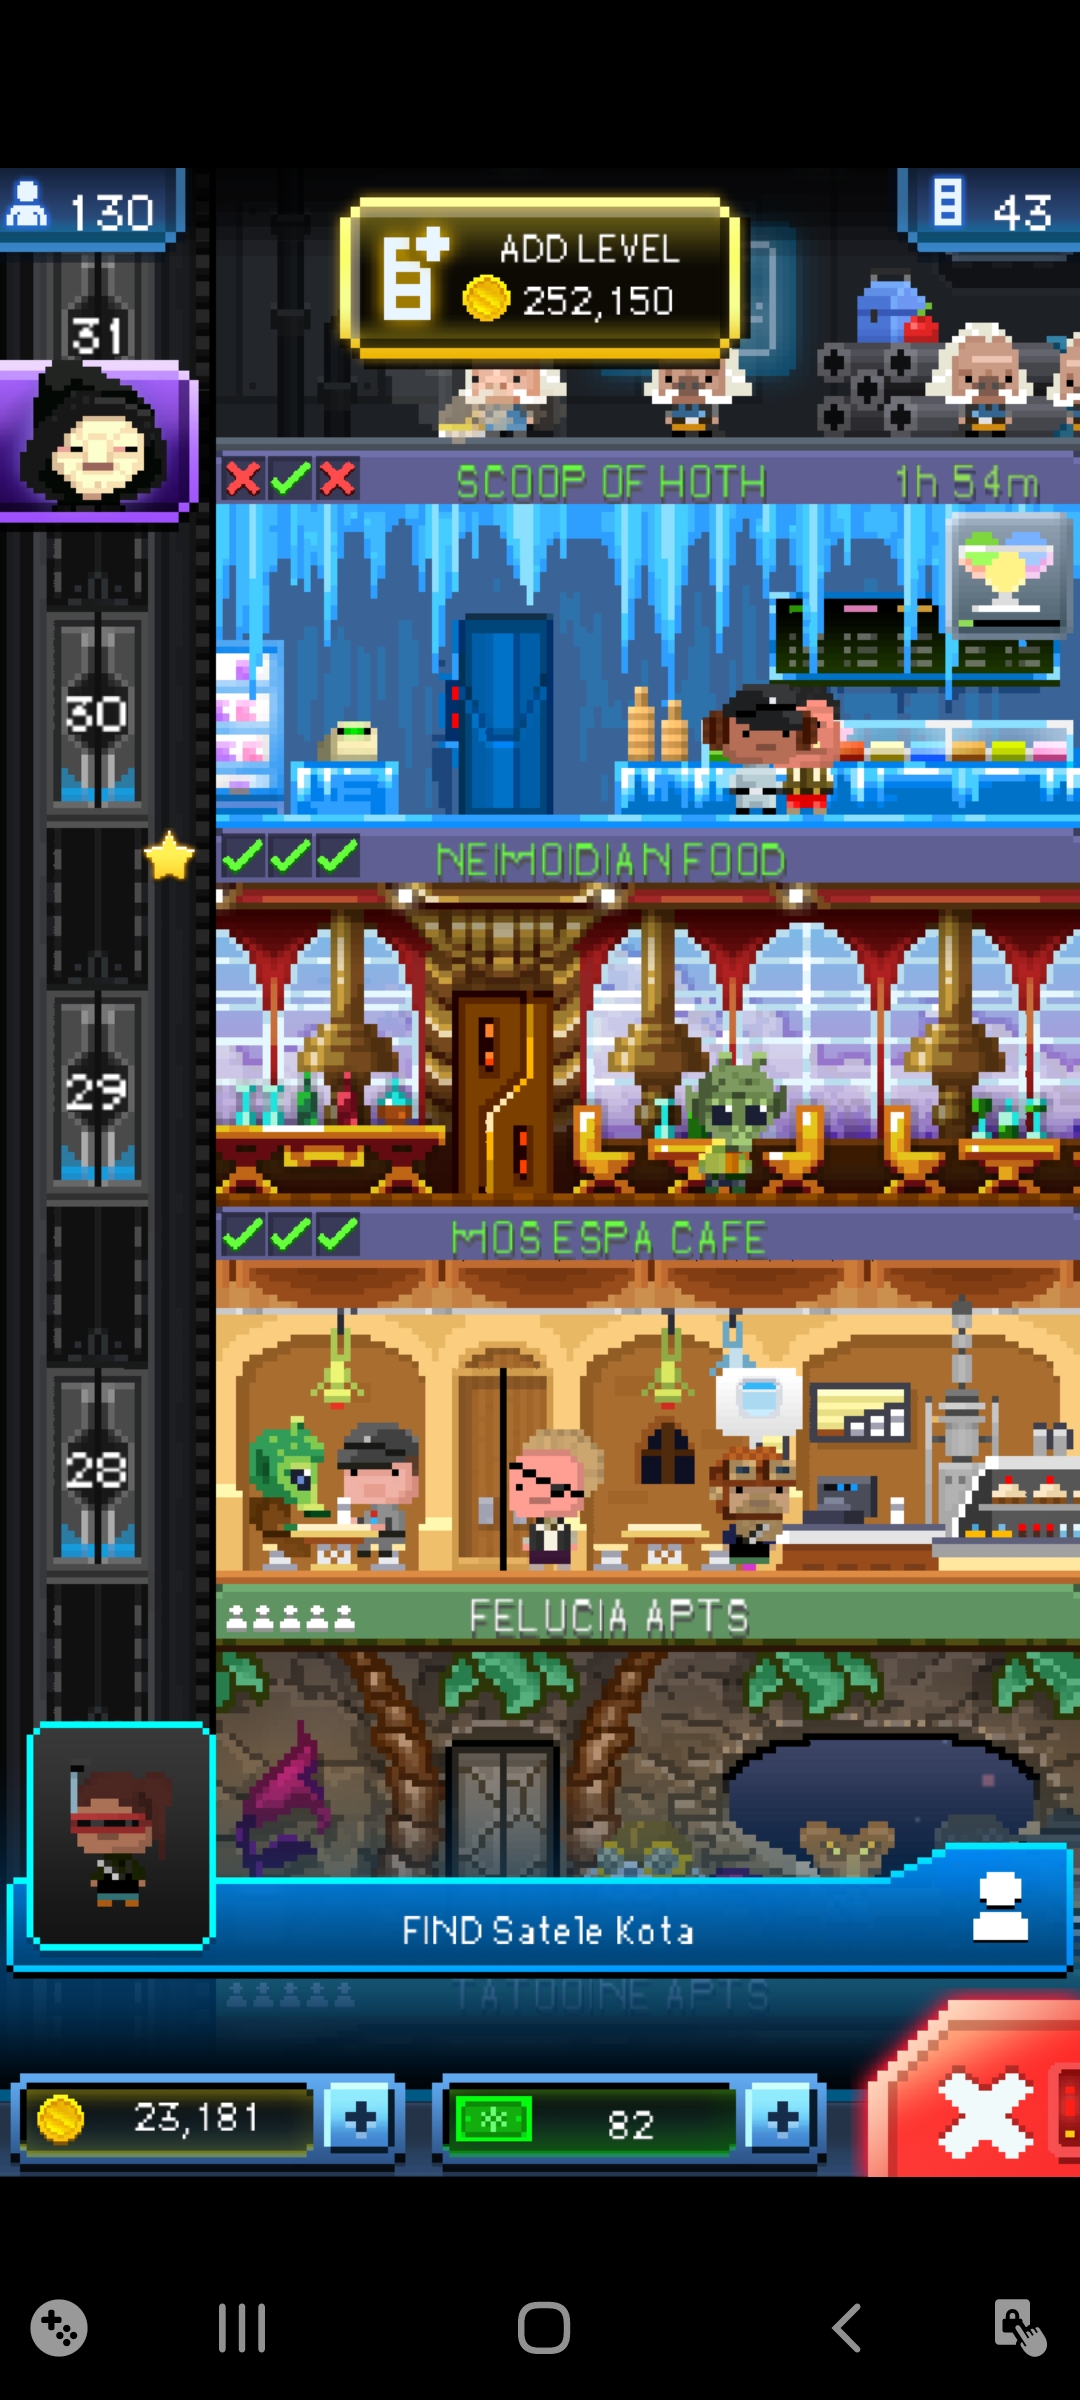 130
ADD LEVEL
252,150
43
31
SCOOP OF HOTH
1h 54m
30
NEIMOIDIAN FOOD
29
MOS ESPA CAFE
28
FELUCIA APTS
FIND Satele Kota
TATOOINE APTS
23,181
82